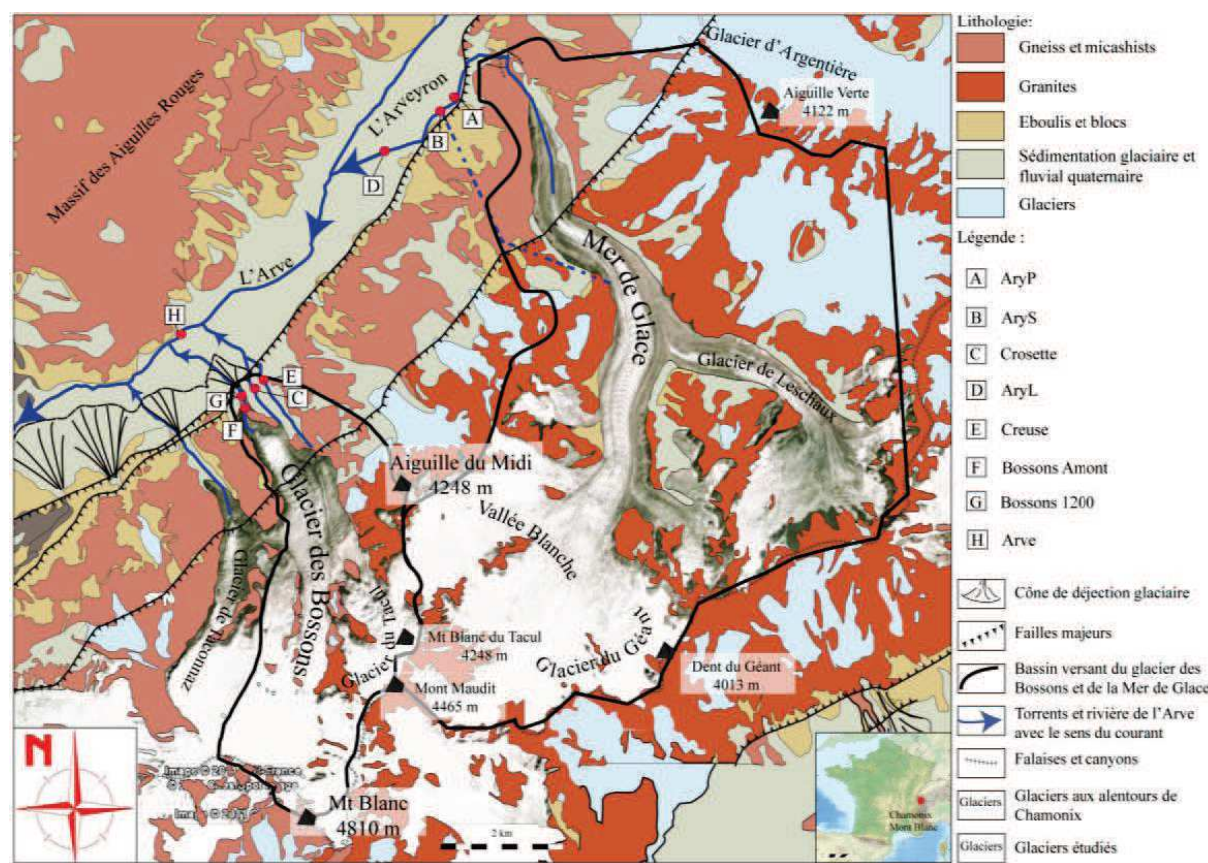 Massif des Aiguilles Rouges
L'Arveyron
Glacier d'Argentière
Aiguille Verte
4122 m
A
B
D
L'Arve
H
Mer de Glace
Glacier de Leschaux
E
C
G
F
Aiguille du Midi
4248 m
Glacier des Bossons
Vallée Blanche
Glacier de Taconnaz
Glacier du Tacul
Mt Blanc du Tacul
4248 m
Glacier du Géant
Mont Maudit
4465 m
Dent du Géant
4013 m
Mt Blanc
4810 m
N
2 km
Chamonix
Mont Blanc
Lithologie:
Gneiss et micashists
Granites
Eboulis et blocs
Sédimentation glaciaire et
fluvial quaternaire
Glaciers
Légende :
A AryP
B AryS
C Crosette
D AryL
E Creuse
F Bossons Amont
G Bossons 1200
H Arve
Cône de déjection glaciaire
Failles majeurs
Bassin versant du glacier des
Bossons et de la Mer de Glace
Torrents et rivière de l'Arve
avec le sens du courant
Falaises et canyons
Glaciers Glaciers aux alentours de
Chamonix
Glaciers Glaciers étudiés